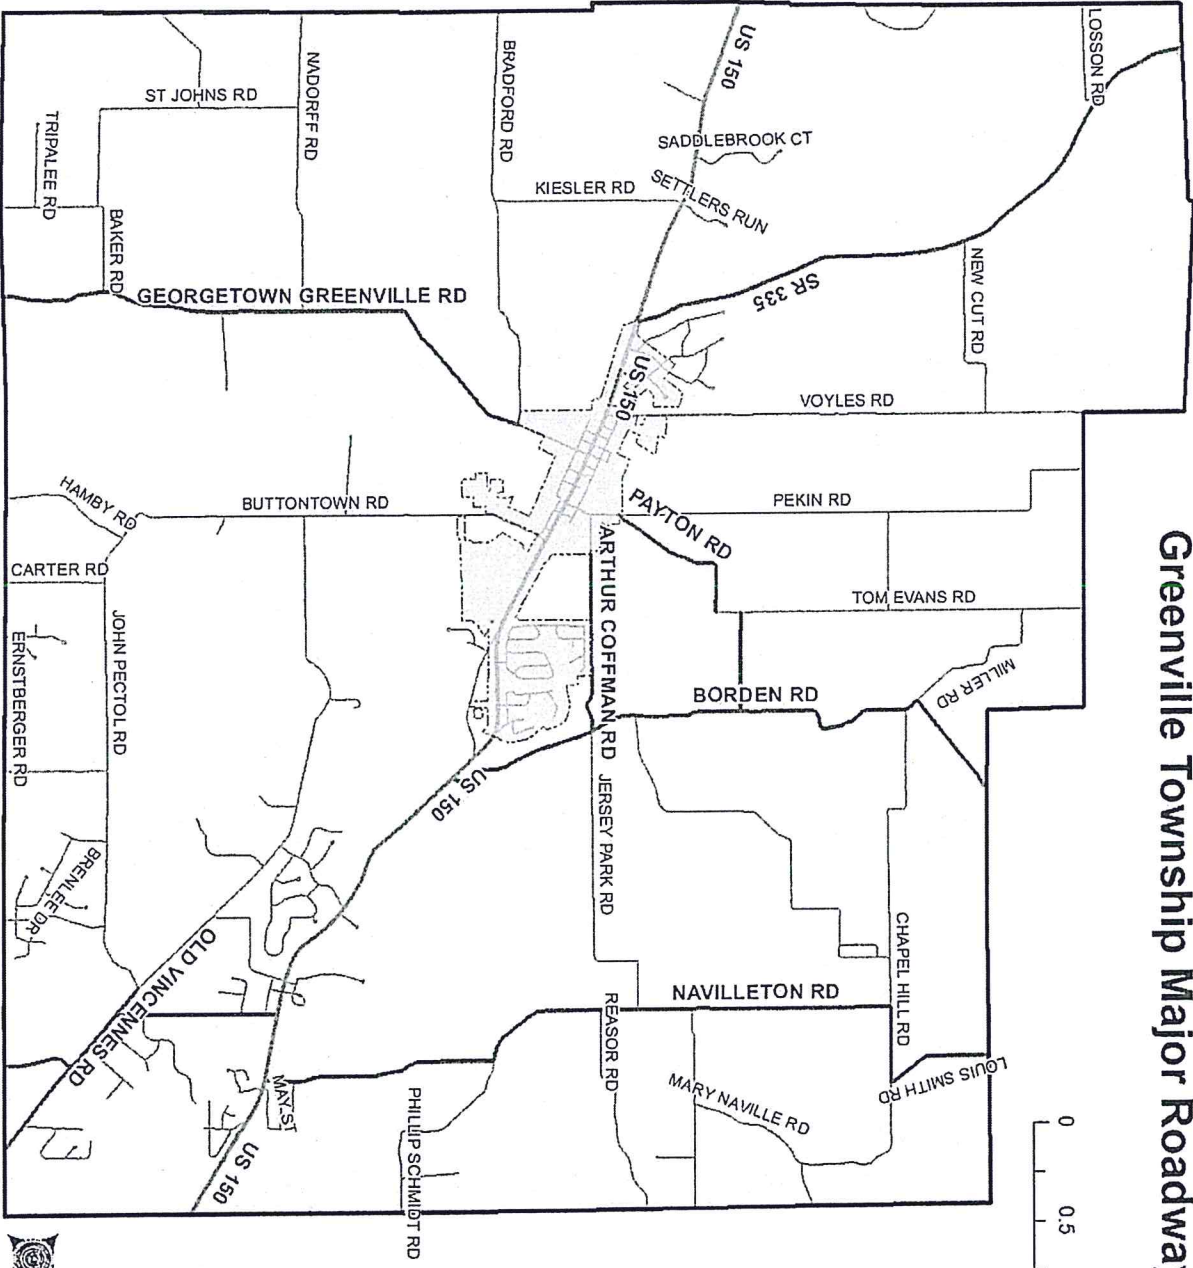 Greenville Township Major Roadway
LOSSON RD
US 150
BRADFORD RD
NADORFF RD
ST JOHNS RD
TRIPALEE RD
SADDLEBROOK CT
KIESLER RD
SETTLERS RUN
BAKER RD
GEORGETOWN GREENVILLE RD
SR 335
NEW CUT RD
US 150
VOYLES RD
HAMBY RD
BUTTONTOWN RD
PAYTON RD
PEKIN RD
CARTER RD
ARTHUR COFFMAN RD
TOM EVANS RD
JOHN PECTOL RD
ERNSTBERGER RD
BORDEN RD
MILLER RD
US 150
JERSEY PARK RD
BRENLEE DR
OLD VINCENNES RD
CHAPEL HILL RD
NAVILLETON RD
REASOR RD
LOUIS SMITH RD
MARY NAVILLE RD
MAY ST
PHILLIP SCHMIDT RD
US 150
0
0.5